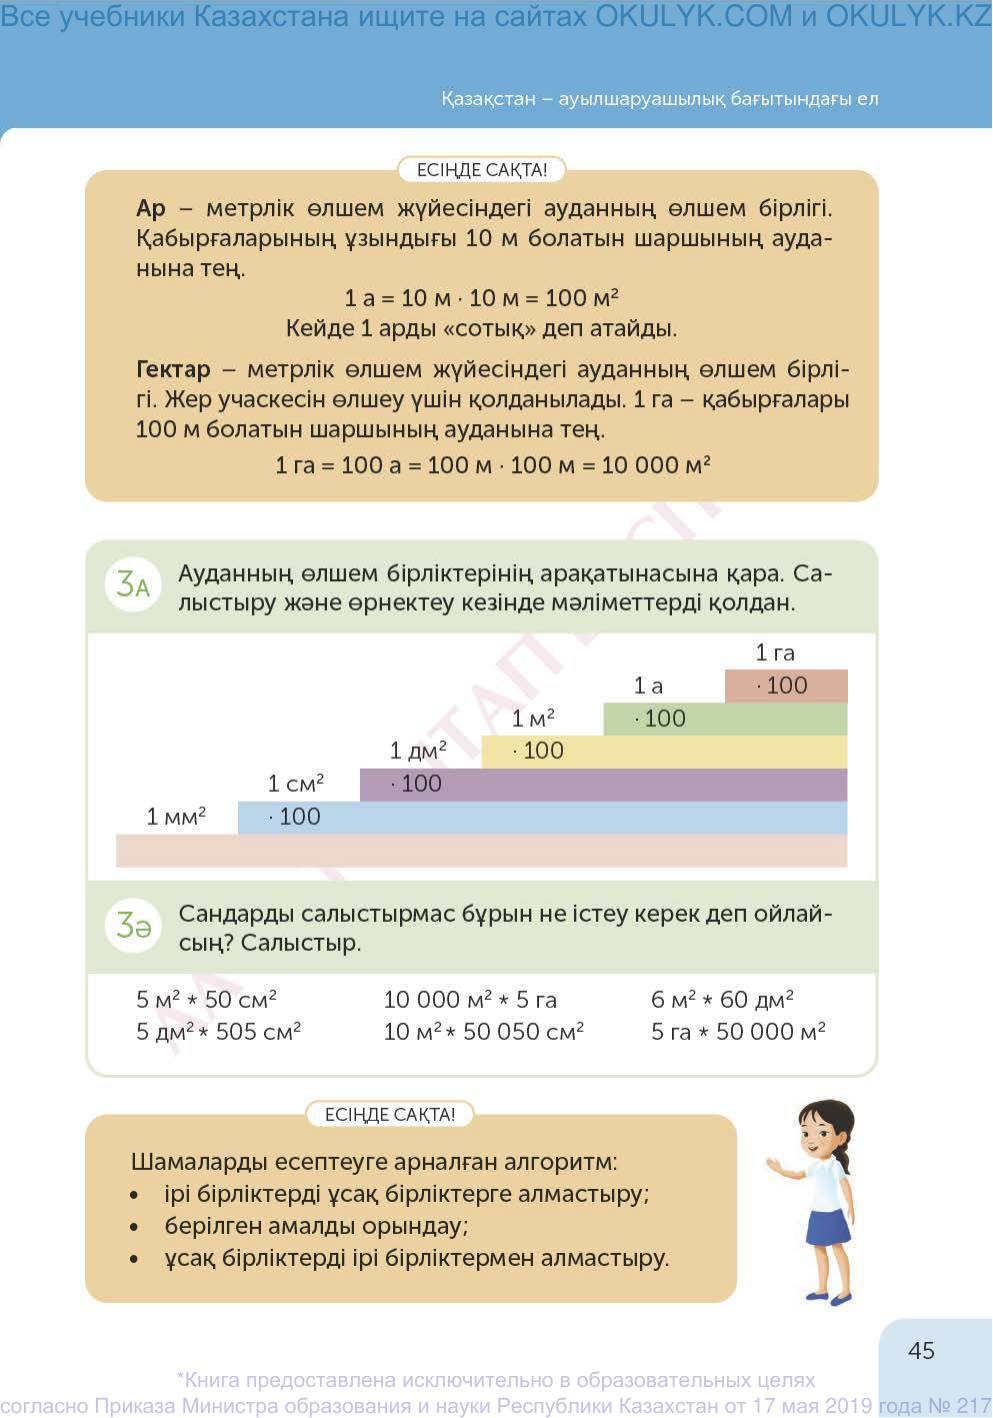 Все учебники Казахстана ищите на сайтах OKULYK.COM и OKULYK.KZ
Қазақстан – ауылшаруашылық бағытындағы ел
ЕСІҢДЕ САҚТА!
Ар – метрлік өлшем жүйесіндегі ауданның өлшем бірлігі.
Қабырғаларының ұзындығы 10 м болатын шаршының ауда-
нына тең.
1 а = 10 м · 10 м = 100 м²
Кейде 1 арды «сотық» деп атайды.
Гектар – метрлік өлшем жүйесіндегі ауданның өлшем бірлі-
гі. Жер учаскесін өлшеу үшін қолданылады. 1 га – қабырғалары
100 м болатын шаршының ауданына тең.
1 га = 100 а = 100 м · 100 м = 10 000 м²
3А Ауданның өлшем бірліктерінің арақатынасына қара. Са-
лыстыру және өрнектеу кезінде мәліметтерді қолдан.
1 га
1 а · 100
1 м² · 100
1 дм² · 100
1 см² · 100
1 мм² · 100
3ә Сандарды салыстырмас бұрын не істеу керек деп ойлай-
сың? Салыстыр.
5 м² * 50 см² 10 000 м² * 5 га 6 м² * 60 дм²
5 дм² * 505 см² 10 м² * 50 050 см² 5 га * 50 000 м²
ЕСІҢДЕ САҚТА!
Шамаларды есептеуге арналған алгоритм:
• ірі бірліктерді ұсақ бірліктерге алмастыру;
• берілген амалды орындау;
• ұсақ бірліктерді ірі бірліктермен алмастыру.
45
*Книга предоставлена исключительно в образовательных целях
согласно Приказа Министра образования и науки Республики Казахстан от 17 мая 2019 года № 217